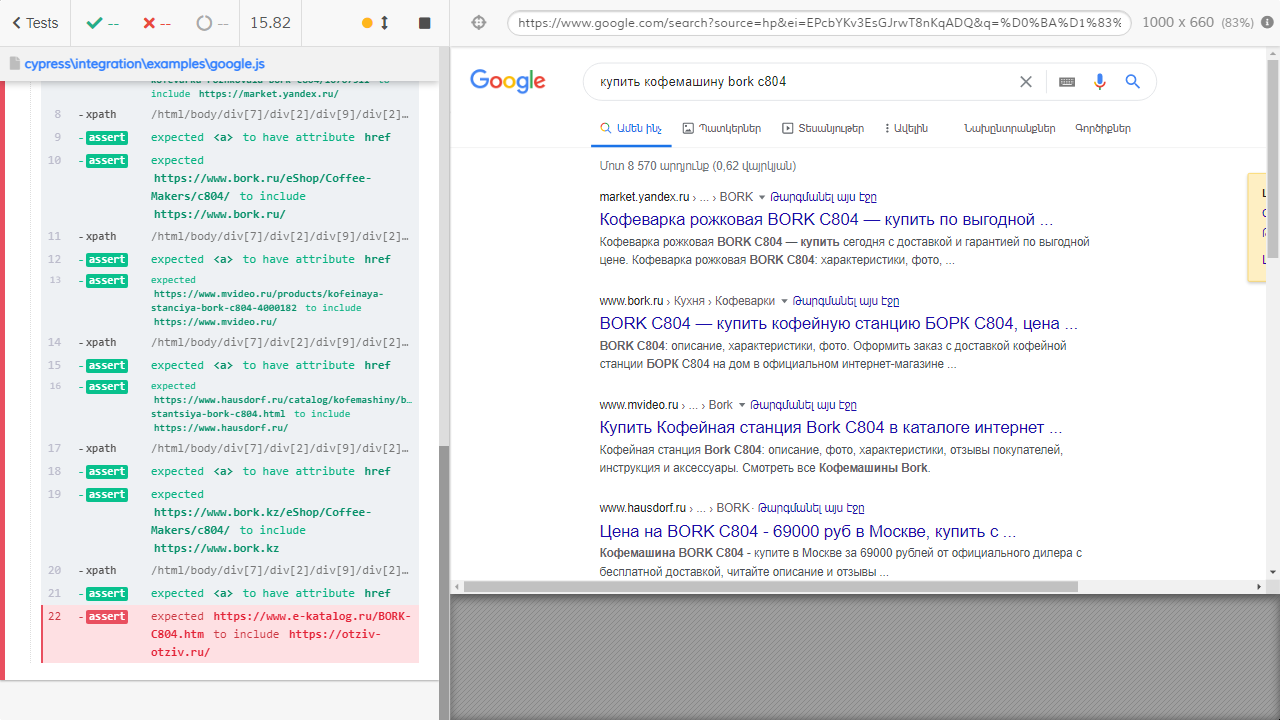 Tests
--
--
--
15.82
https://www.google.com/search?source=hp&ei=EPcbYKv3EsGJrwT8nKqADQ&q=%D0%BA%D1%83%
1000 x 660 (83%)
cypress\integration\examples\google.js
include https://market.yandex.ru/
8 -xpath /html/body/div[7]/div[2]/div[9]/div[2]…
9 -assert expected <a> to have attribute href
10 -assert expected
https://www.bork.ru/eShop/Coffee-
Makers/c804/ to include
https://www.bork.ru/
11 -xpath /html/body/div[7]/div[2]/div[9]/div[2]…
12 -assert expected <a> to have attribute href
13 -assert expected
https://www.mvideo.ru/products/kofeinaya-
stanciya-bork-c804-4000182 to include
https://www.mvideo.ru/
14 -xpath /html/body/div[7]/div[2]/div[9]/div[2]…
15 -assert expected <a> to have attribute href
16 -assert expected
https://www.hausdorf.ru/catalog/kofemashiny/b…
stantsiya-bork-c804.html to include
https://www.hausdorf.ru/
17 -xpath /html/body/div[7]/div[2]/div[9]/div[2]…
18 -assert expected <a> to have attribute href
19 -assert expected
https://www.bork.kz/eShop/Coffee-
Makers/c804/ to include
https://www.bork.kz
20 -xpath /html/body/div[7]/div[2]/div[9]/div[2]…
21 -assert expected <a> to have attribute href
22 -assert expected https://www.e-katalog.ru/BORK-
C804.htm to include https://otziv-
otziv.ru/
Google
купить кофемашину bork c804
Ամեն ինչ Պատկերներ Տեսանյութեր Ավելին Նախընտրանքներ Գործիքներ
Մոտ 8 570 արդյունք (0,62 վայրկյան)
market.yandex.ru › ... › BORK Թարգմանել այս էջը
Кофеварка рожковая BORK C804 — купить по выгодной ...
Кофеварка рожковая BORK C804 — купить сегодня с доставкой и гарантией по выгодной
цене. Кофеварка рожковая BORK C804: характеристики, фото, ...
www.bork.ru › Кухня › Кофеварки Թարգմանել այս էջը
BORK C804 — купить кофейную станцию БОРК С804, цена ...
BORK C804: описание, характеристики, фото. Оформить заказ с доставкой кофейной
станции БОРК С804 на дом в официальном интернет-магазине ...
www.mvideo.ru › ... › Bork Թարգմանել այս էջը
Купить Кофейная станция Bork C804 в каталоге интернет ...
Кофейная станция Bork C804: описание, фото, характеристики, отзывы покупателей,
инструкция и аксессуары. Смотреть все Кофемашины Bork.
www.hausdorf.ru › ... › BORK · Թարգմանել այս էջը
Цена на BORK C804 - 69000 руб в Москве, купить с ...
Кофемашина BORK C804 - купите в Москве за 69000 рублей от официального дилера с
бесплатной доставкой, читайте описание и отзывы ...